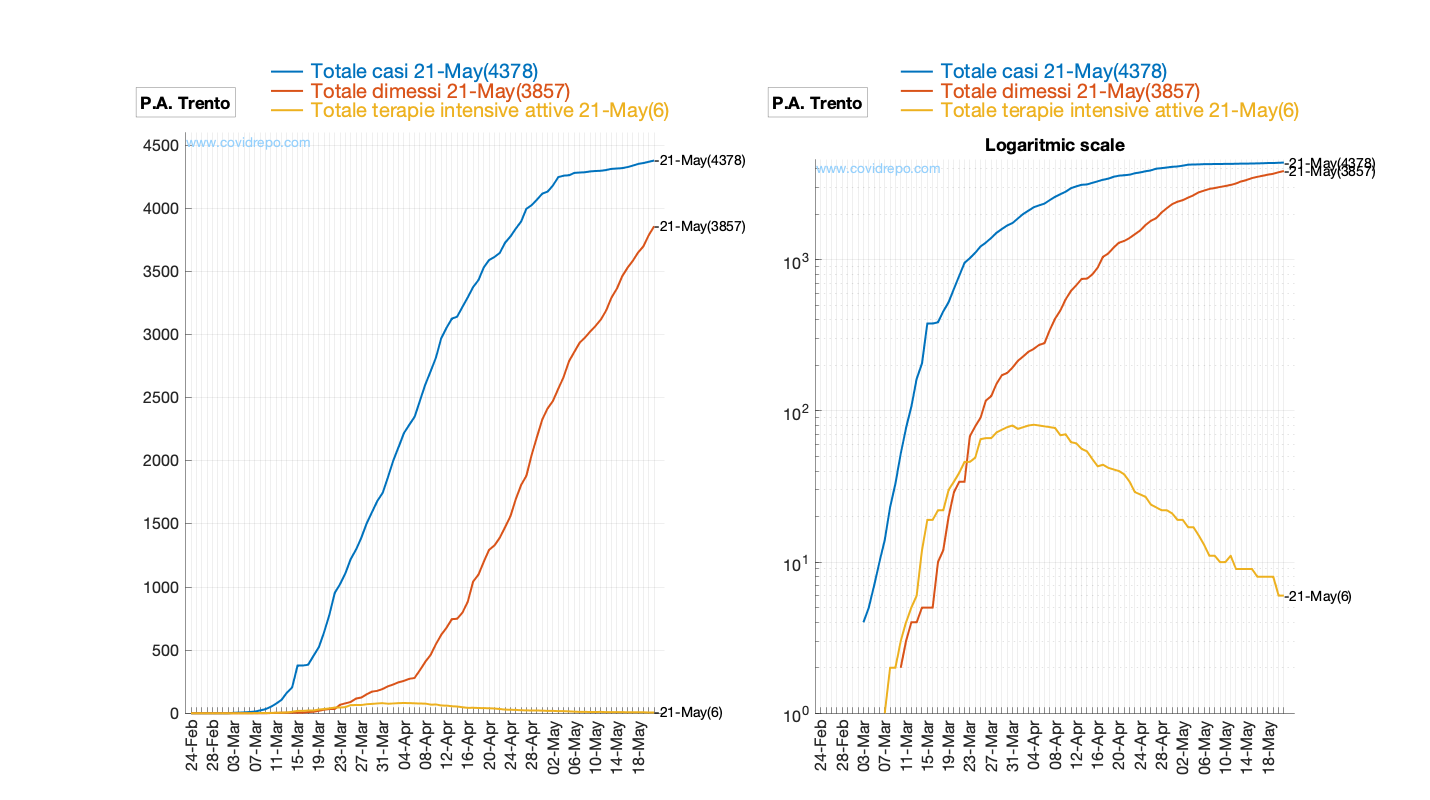 Totale casi 21-May(4378)
Totale dimessi 21-May(3857)
Totale terapie intensive attive 21-May(6)
P.A. Trento
www.covidrepo.com
4500
4000
3500
3000
2500
2000
1500
1000
500
0
-21-May(4378)
-21-May(3857)
-21-May(6)
24-Feb
28-Feb
03-Mar
07-Mar
11-Mar
15-Mar
19-Mar
23-Mar
27-Mar
31-Mar
04-Apr
08-Apr
12-Apr
16-Apr
20-Apr
24-Apr
28-Apr
02-May
06-May
10-May
14-May
18-May
Totale casi 21-May(4378)
Totale dimessi 21-May(3857)
Totale terapie intensive attive 21-May(6)
P.A. Trento
Logaritmic scale
www.covidrepo.com
10³
10²
10¹
10⁰
-21-May(4378)
-21-May(3857)
-21-May(6)
24-Feb
28-Feb
03-Mar
07-Mar
11-Mar
15-Mar
19-Mar
23-Mar
27-Mar
31-Mar
04-Apr
08-Apr
12-Apr
16-Apr
20-Apr
24-Apr
28-Apr
02-May
06-May
10-May
14-May
18-May